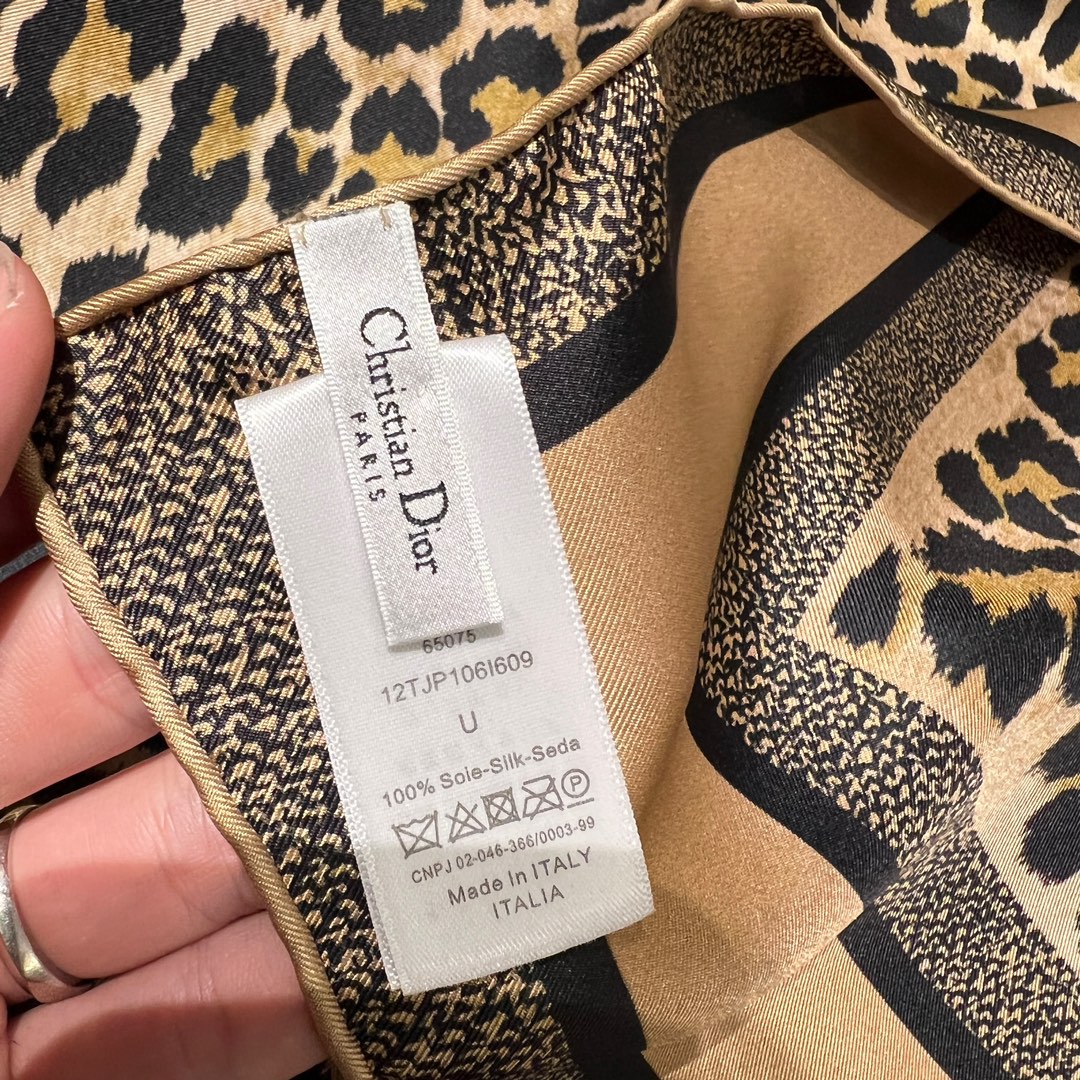 Christian Dior
PARIS
65075
12TJP106I609
U
100% Soie-Silk-Seda
P
CNPJ 02-046-366/0003-99
Made In ITALY
ITALIA